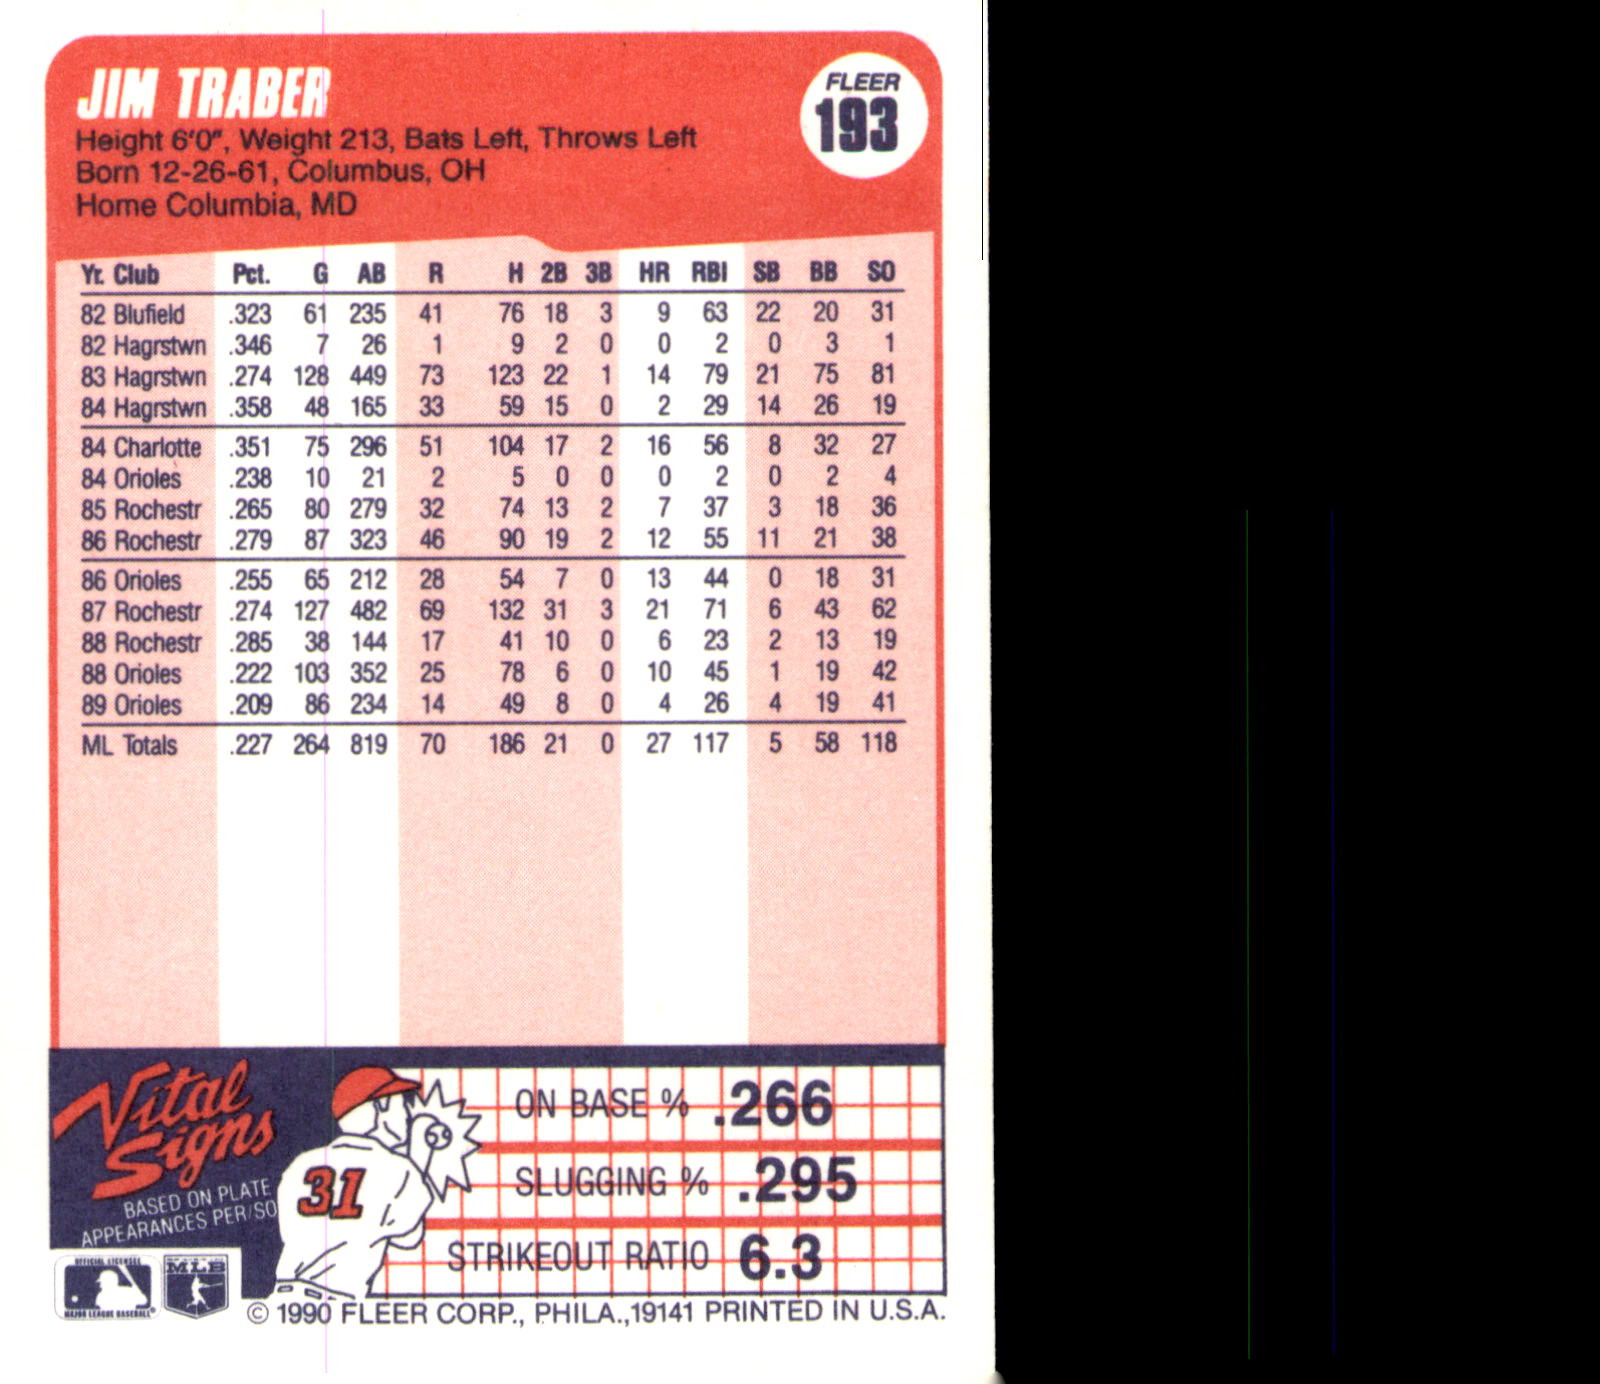 JIM TRABER
FLEER
193
Height 6'0", Weight 213, Bats Left, Throws Left
Born 12-26-61, Columbus, OH
Home Columbia, MD
Yr. Club Pct. G AB R H 2B 3B HR RBI SB BB SO
82 Blufield .323 61 235 41 76 18 3 9 63 22 20 31
82 Hagrstwn .346 7 26 1 9 2 0 0 2 0 3 1
83 Hagrstwn .274 128 449 73 123 22 1 14 79 21 75 81
84 Hagrstwn .358 48 165 33 59 15 0 2 29 14 26 19
84 Charlotte .351 75 296 51 104 17 2 16 56 8 32 27
84 Orioles .238 10 21 2 5 0 0 0 2 0 2 4
85 Rochestr .265 80 279 32 74 13 2 7 37 3 18 36
86 Rochestr .279 87 323 46 90 19 2 12 55 11 21 38
86 Orioles .255 65 212 28 54 7 0 13 44 0 18 31
87 Rochestr .274 127 482 69 132 31 3 21 71 6 43 62
88 Rochestr .285 38 144 17 41 10 0 6 23 2 13 19
88 Orioles .222 103 352 25 78 6 0 10 45 1 19 42
89 Orioles .209 86 234 14 49 8 0 4 26 4 19 41
ML Totals .227 264 819 70 186 21 0 27 117 5 58 118
Vital
Signs
BASED ON PLATE
APPEARANCES PER/SO
31
ON BASE % .266
SLUGGING % .295
STRIKEOUT RATIO 6.3
OFFICIAL LICENSEE
MAJOR LEAGUE BASEBALL®
MLB
© 1990 FLEER CORP., PHILA., 19141 PRINTED IN U.S.A.